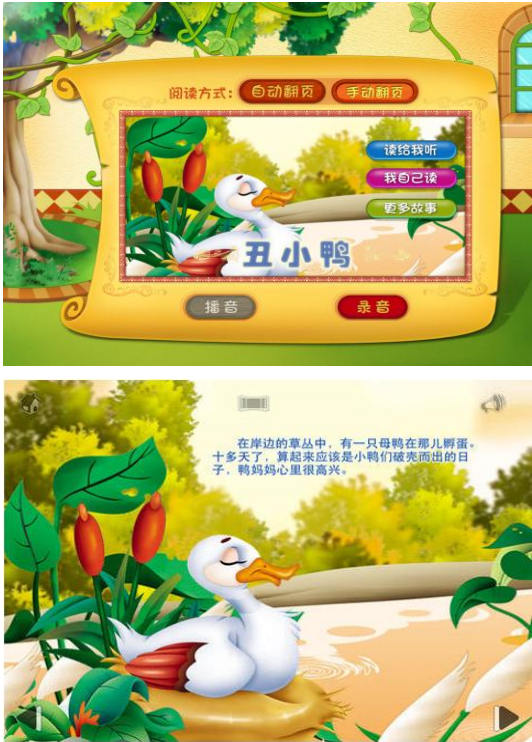 阅读方式： 自动翻页 手动翻页
读给我听
我自己读
更多故事
丑小鸭
播音 录音
在岸边的草丛中，有一只母鸭在那儿孵蛋。
十多天了，算起来应该是小鸭们破壳而出的日
子，鸭妈妈心里很高兴。